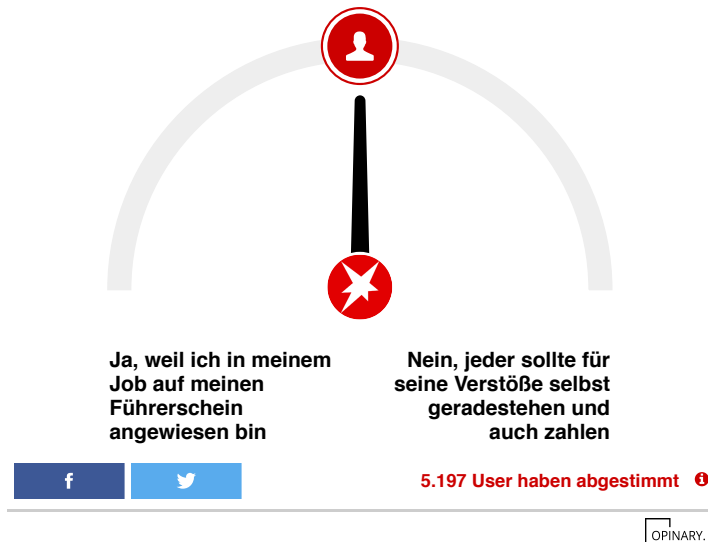 Ja, weil ich in meinem
Job auf meinen
Führerschein
angewiesen bin
Nein, jeder sollte für
seine Verstöße selbst
geradestehen und
auch zahlen
5.197 User haben abgestimmt
OPINARY.